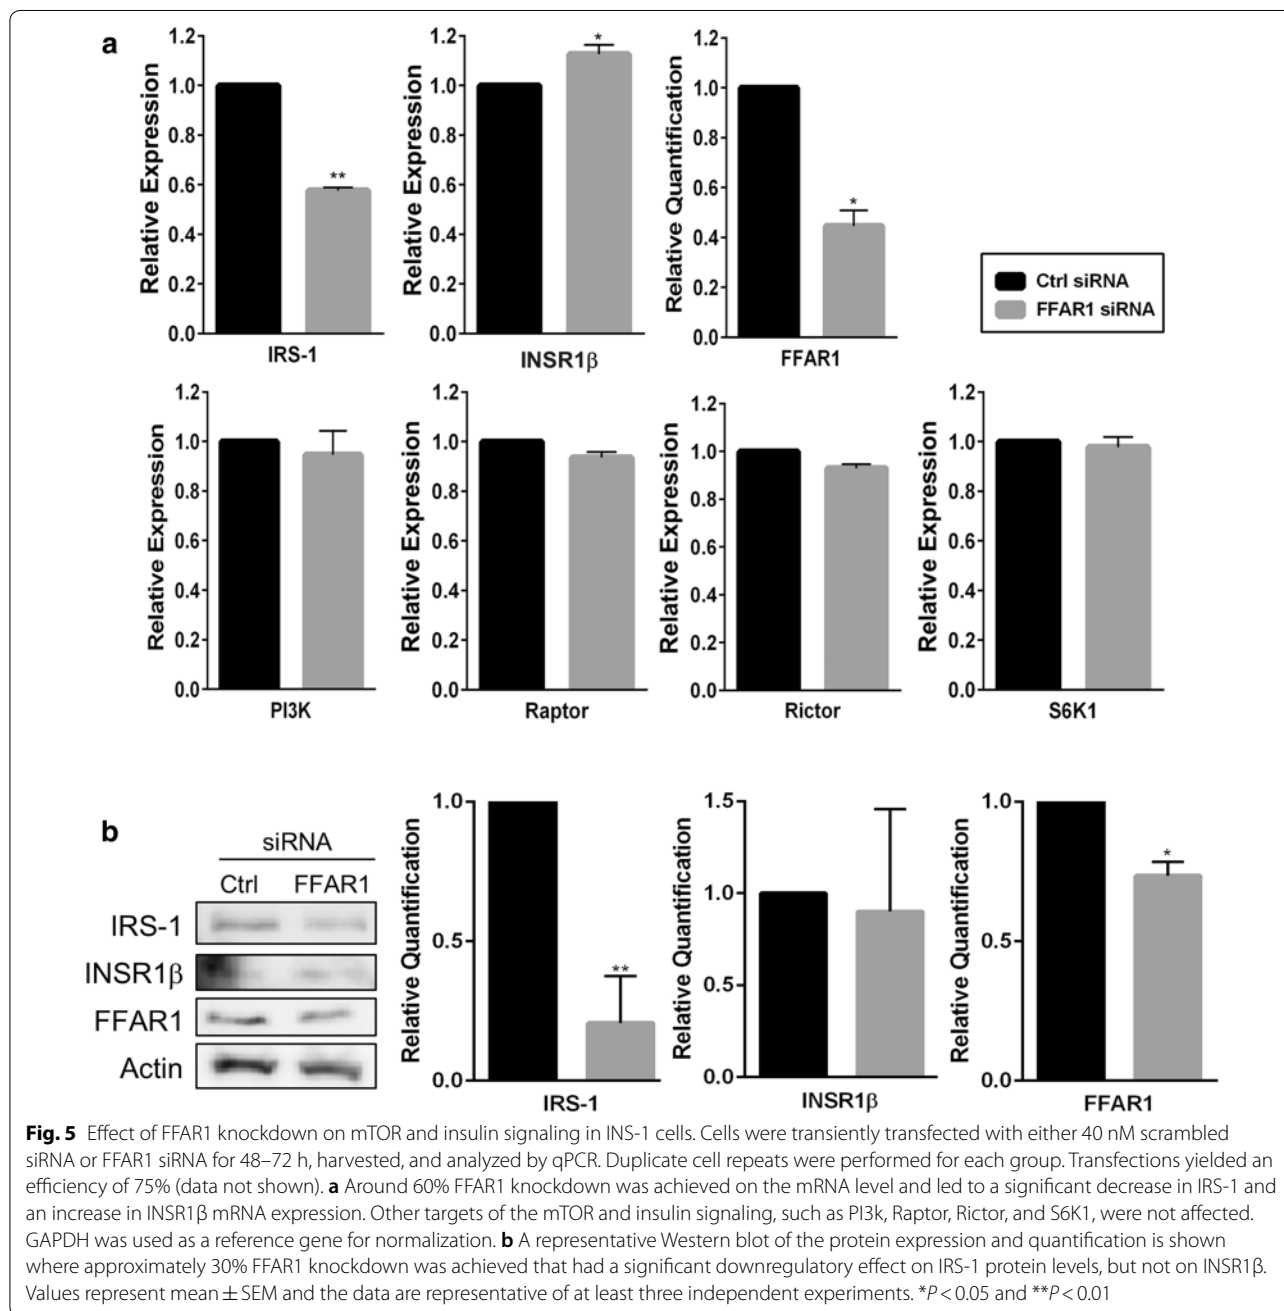 a
1.2
1.0
0.8
0.6
0.4
0.2
0.0
Relative Expression
**
IRS-1
1.2
1.0
0.8
0.6
0.4
0.2
0.0
Relative Expression
*
INSR1β
1.2
1.0
0.8
0.6
0.4
0.2
0.0
Relative Quantification
*
FFAR1
Ctrl siRNA
FFAR1 siRNA
1.2
1.0
0.8
0.6
0.4
0.2
0.0
Relative Expression
PI3K
1.2
1.0
0.8
0.6
0.4
0.2
0.0
Relative Expression
Raptor
1.2
1.0
0.8
0.6
0.4
0.2
0.0
Relative Expression
Rictor
1.2
1.0
0.8
0.6
0.4
0.2
0.0
Relative Expression
S6K1
b
siRNA
Ctrl FFAR1
IRS-1
INSR1β
FFAR1
Actin
1.0
0.5
0.0
Relative Quantification
**
IRS-1
1.5
1.0
0.5
0.0
Relative Quantification
INSR1β
1.0
0.5
0.0
Relative Quantification
*
FFAR1
Fig. 5 Effect of FFAR1 knockdown on mTOR and insulin signaling in INS-1 cells. Cells were transiently transfected with either 40 nM scrambled
siRNA or FFAR1 siRNA for 48–72 h, harvested, and analyzed by qPCR. Duplicate cell repeats were performed for each group. Transfections yielded an
efficiency of 75% (data not shown). a Around 60% FFAR1 knockdown was achieved on the mRNA level and led to a significant decrease in IRS-1 and
an increase in INSR1β mRNA expression. Other targets of the mTOR and insulin signaling, such as PI3k, Raptor, Rictor, and S6K1, were not affected.
GAPDH was used as a reference gene for normalization. b A representative Western blot of the protein expression and quantification is shown
where approximately 30% FFAR1 knockdown was achieved that had a significant downregulatory effect on IRS-1 protein levels, but not on INSR1β.
Values represent mean ± SEM and the data are representative of at least three independent experiments. *P < 0.05 and **P < 0.01